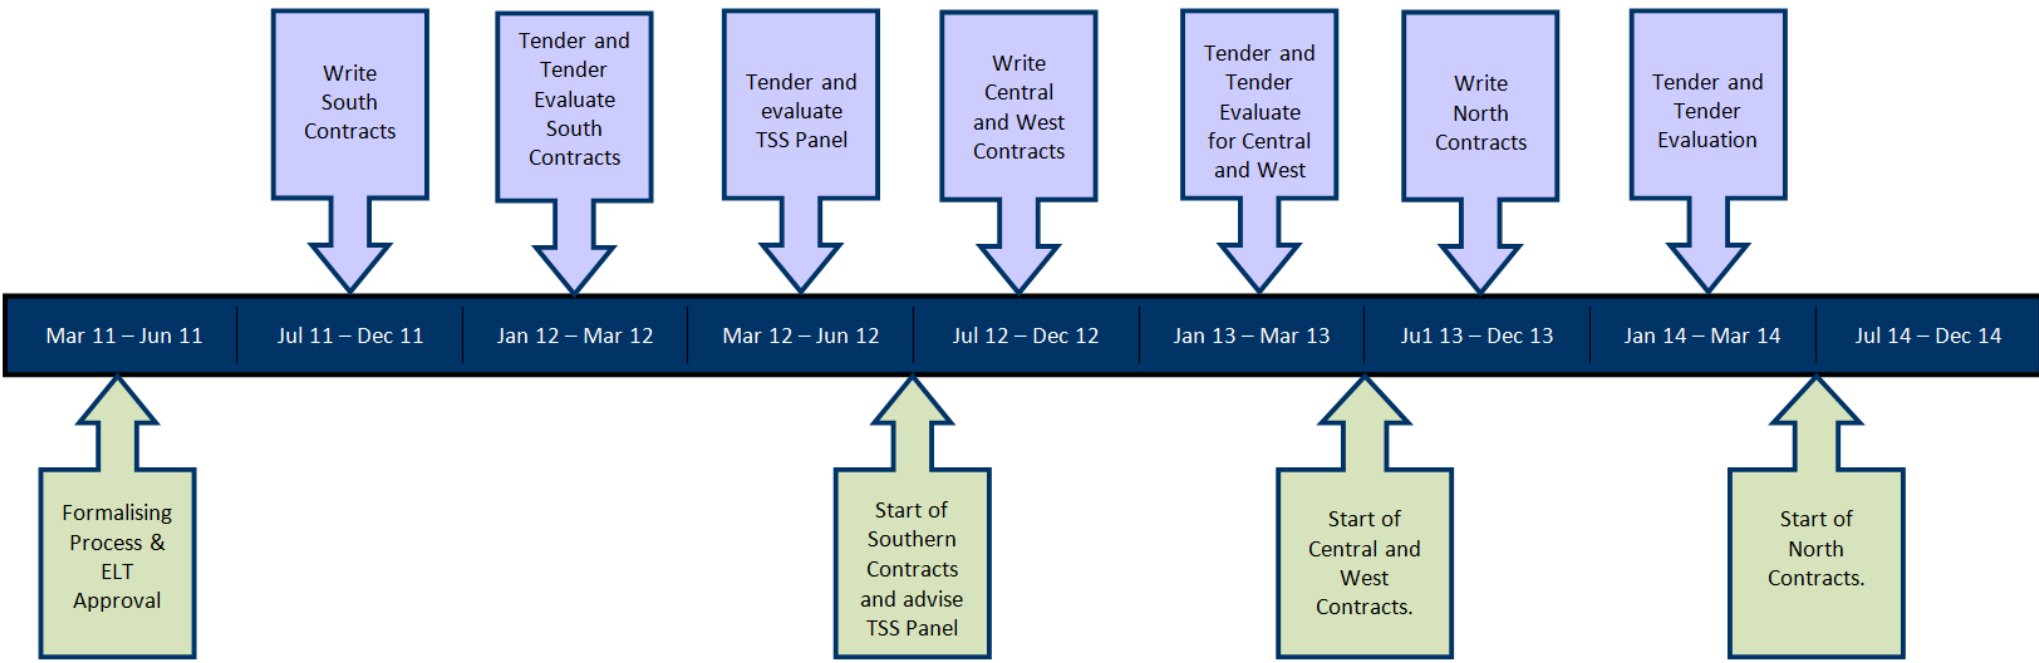 Write
South
Contracts
Tender and
Tender
Evaluate
South
Contracts
Tender and
evaluate
TSS Panel
Write
Central
and West
Contracts
Tender and
Tender
Evaluate
for Central
and West
Write
North
Contracts
Tender and
Tender
Evaluation
Mar 11 – Jun 11
Jul 11 – Dec 11
Jan 12 – Mar 12
Mar 12 – Jun 12
Jul 12 – Dec 12
Jan 13 – Mar 13
Ju1 13 – Dec 13
Jan 14 – Mar 14
Jul 14 – Dec 14
Formalising
Process &
ELT
Approval
Start of
Southern
Contracts
and advise
TSS Panel
Start of
Central and
West
Contracts.
Start of
North
Contracts.